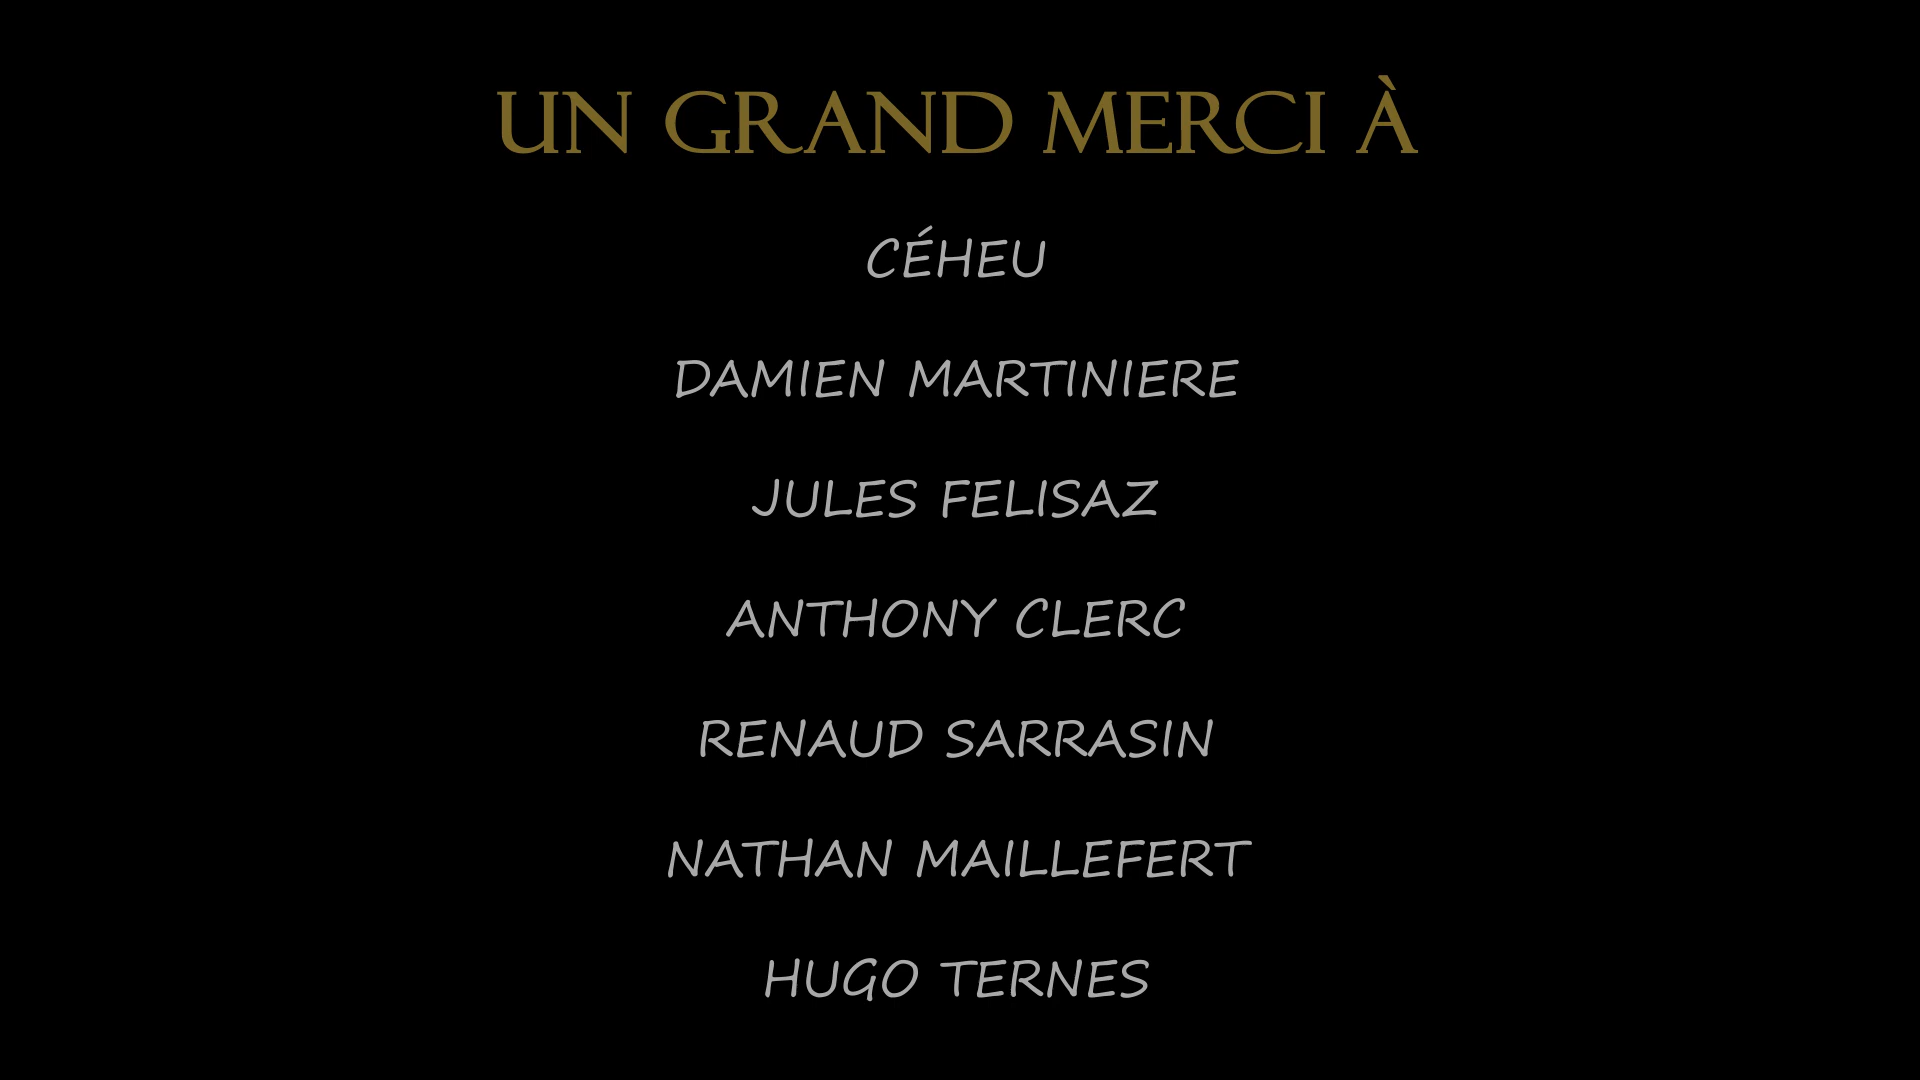 UN GRAND MERCI À
CÉHEU
DAMIEN MARTINIERE
JULES FELISAZ
ANTHONY CLERC
RENAUD SARRASIN
NATHAN MAILLEFERT
HUGO TERNES